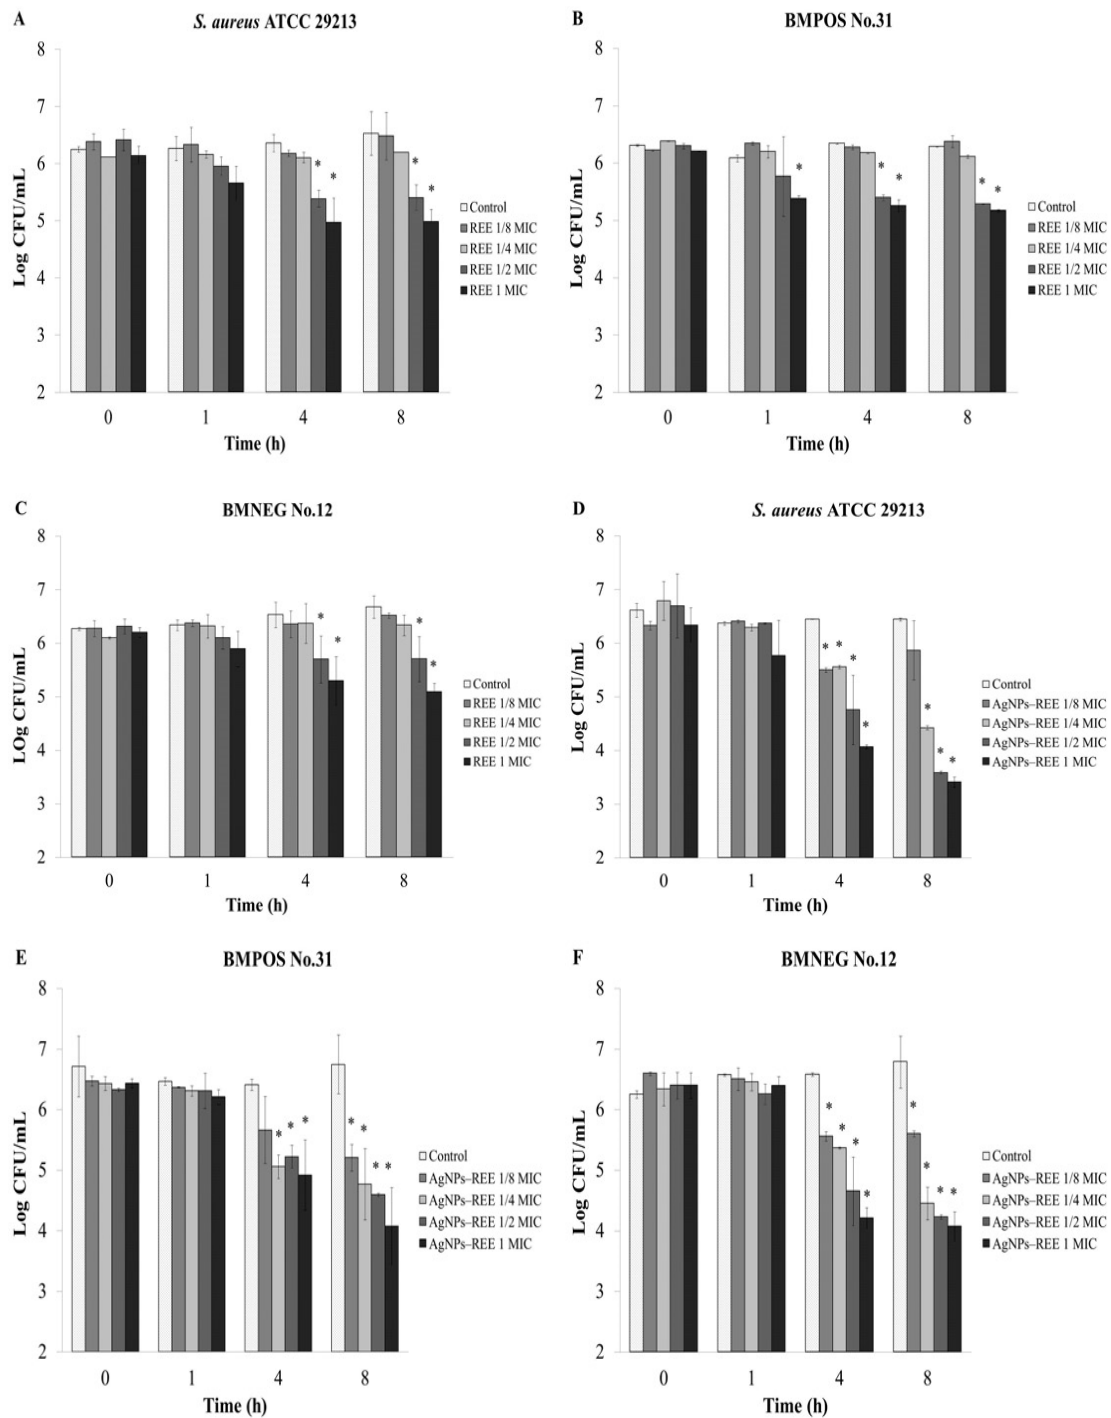 A
S. aureus ATCC 29213
8
7
6
5
4
3
2
Log CFU/mL
* * * *
0 1 4 8
Time (h)
Control
REE 1/8 MIC
REE 1/4 MIC
REE 1/2 MIC
REE 1 MIC
B
BMPOS No.31
8
7
6
5
4
3
2
Log CFU/mL
* * * * *
0 1 4 8
Time (h)
Control
REE 1/8 MIC
REE 1/4 MIC
REE 1/2 MIC
REE 1 MIC
C
BMNEG No.12
8
7
6
5
4
3
2
LOg CFU/mL
* * * *
0 1 4 8
Time (h)
Control
REE 1/8 MIC
REE 1/4 MIC
REE 1/2 MIC
REE 1 MIC
D
S. aureus ATCC 29213
8
7
6
5
4
3
2
Log CFU/mL
* * * * * * *
0 1 4 8
Time (h)
Control
AgNPs–REE 1/8 MIC
AgNPs–REE 1/4 MIC
AgNPs–REE 1/2 MIC
AgNPs–REE 1 MIC
E
BMPOS No.31
8
7
6
5
4
3
2
Log CFU/mL
* * * * * * *
0 1 4 8
Time (h)
Control
AgNPs–REE 1/8 MIC
AgNPs–REE 1/4 MIC
AgNPs–REE 1/2 MIC
AgNPs–REE 1 MIC
F
BMNEG No.12
8
7
6
5
4
3
2
Log CFU/mL
* * * * * * * *
0 1 4 8
Time (h)
Control
AgNPs–REE 1/8 MIC
AgNPs–REE 1/4 MIC
AgNPs–REE 1/2 MIC
AgNPs–REE 1 MIC